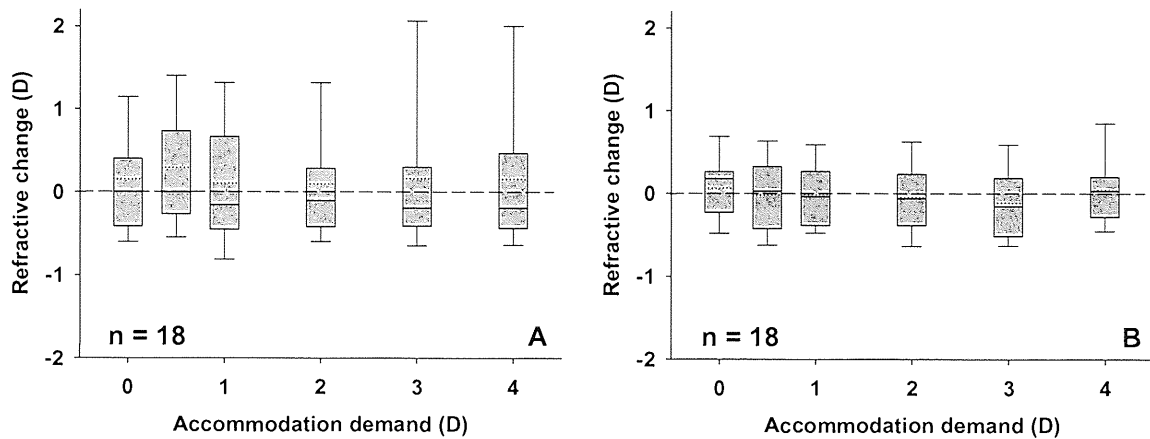 2
1
0
-1
-2
Refractive change (D)
n = 18
A
0 1 2 3 4
Accommodation demand (D)
2
1
0
-1
-2
Refractive change (D)
n = 18
B
0 1 2 3 4
Accommodation demand (D)